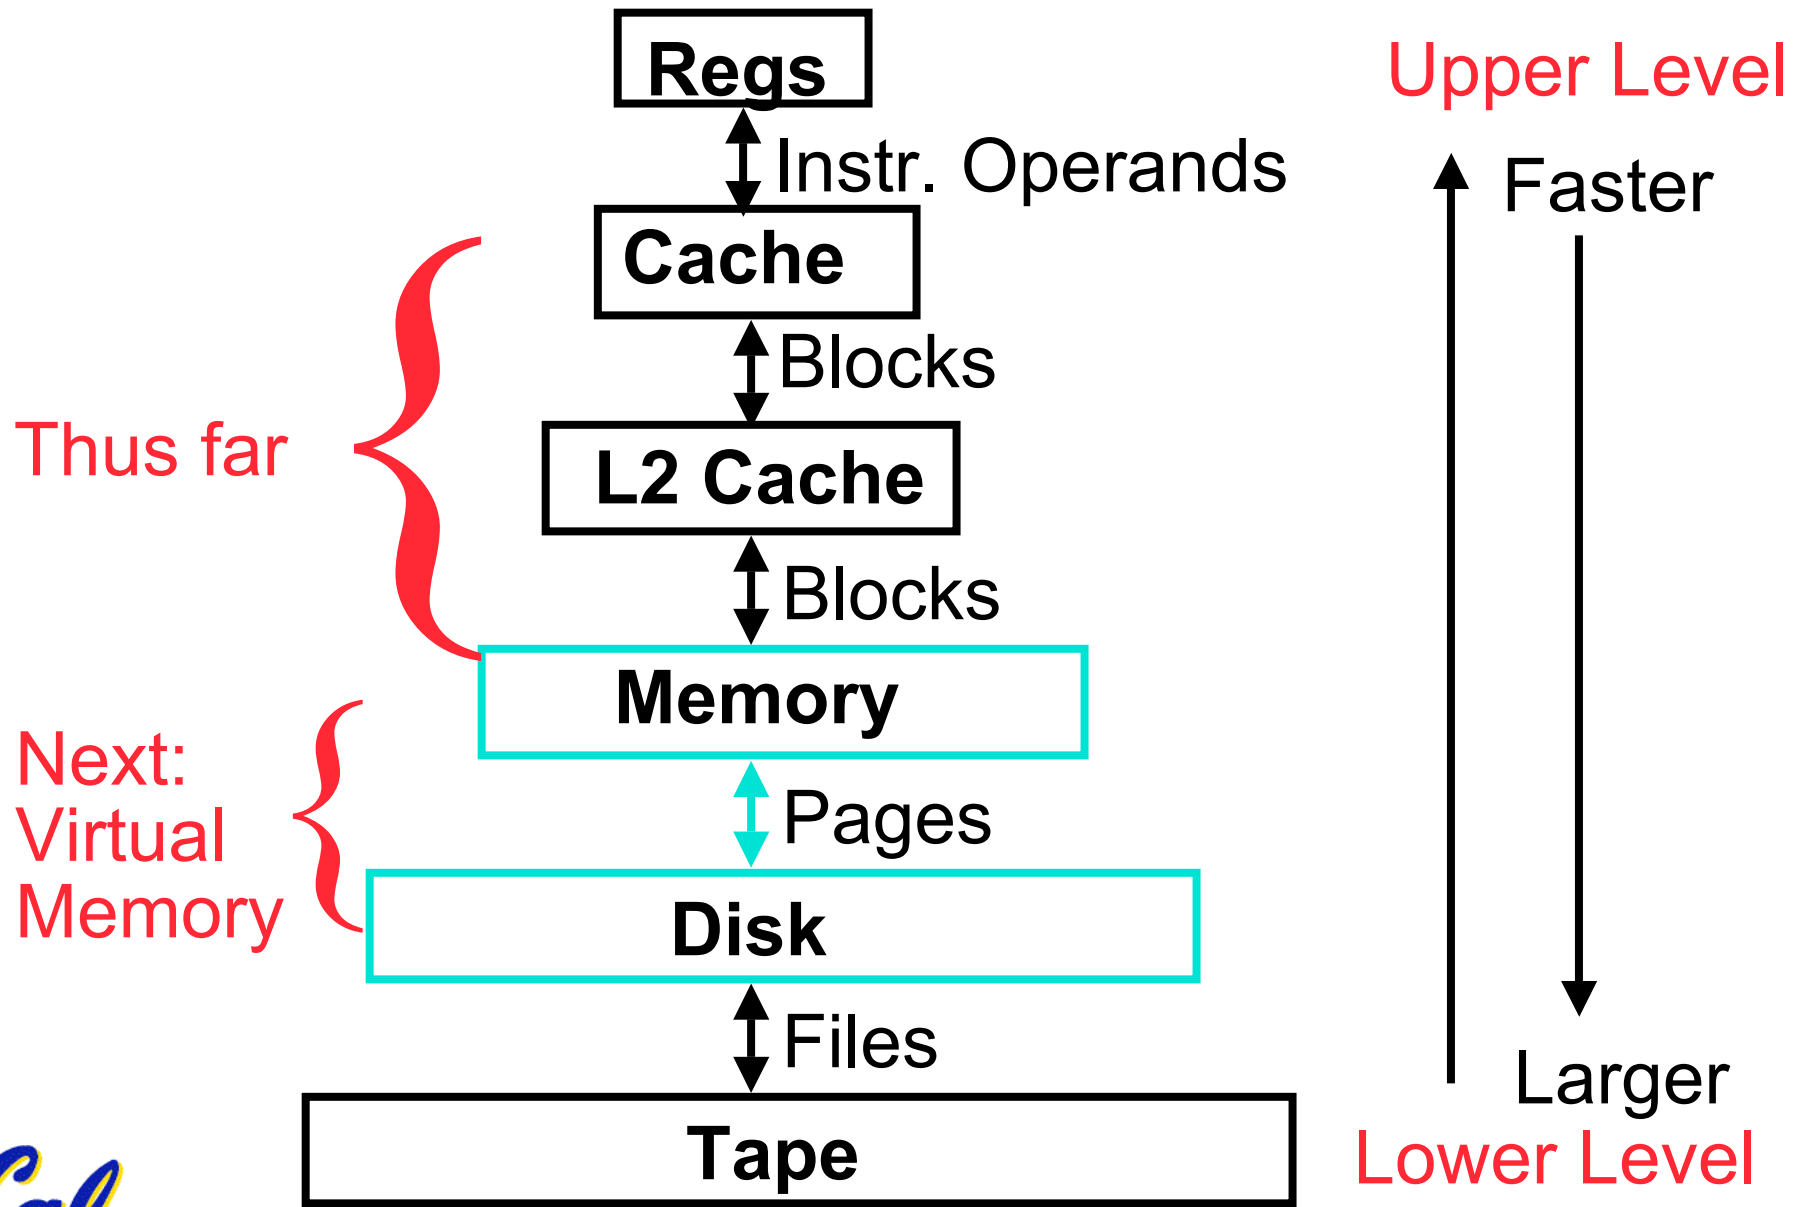 Regs
Upper Level
Instr. Operands
Faster
Cache
Blocks
Thus far
L2 Cache
Blocks
Memory
Next:
Virtual
Memory
Pages
Disk
Files
Larger
Tape
Lower Level
Cal